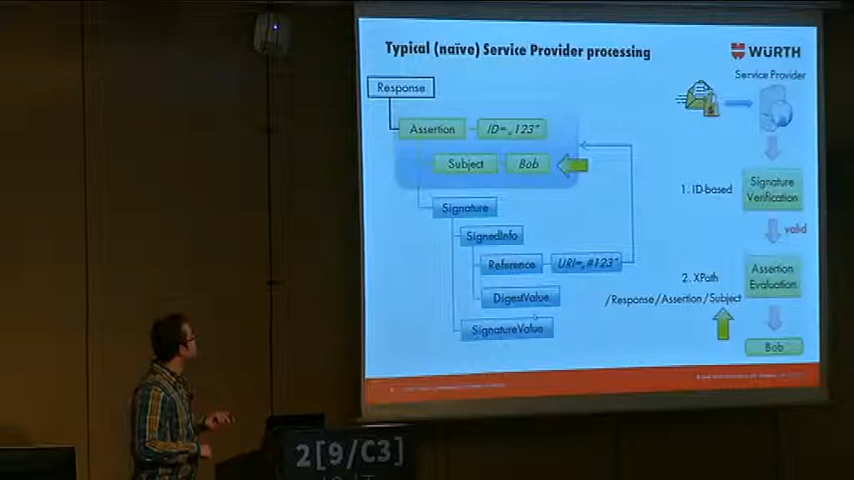 Typical (naïve) Service Provider processing
WÜRTH
Service Provider
Response
Assertion
ID=„123"
Subject
Bob
Signature
SignedInfo
Reference
URI=„#123"
DigestValue
SignatureValue
1. ID-based
Signature
Verification
valid
2. XPath
/Response/Assertion/Subject
Assertion
Evaluation
Bob
2[9/C3]